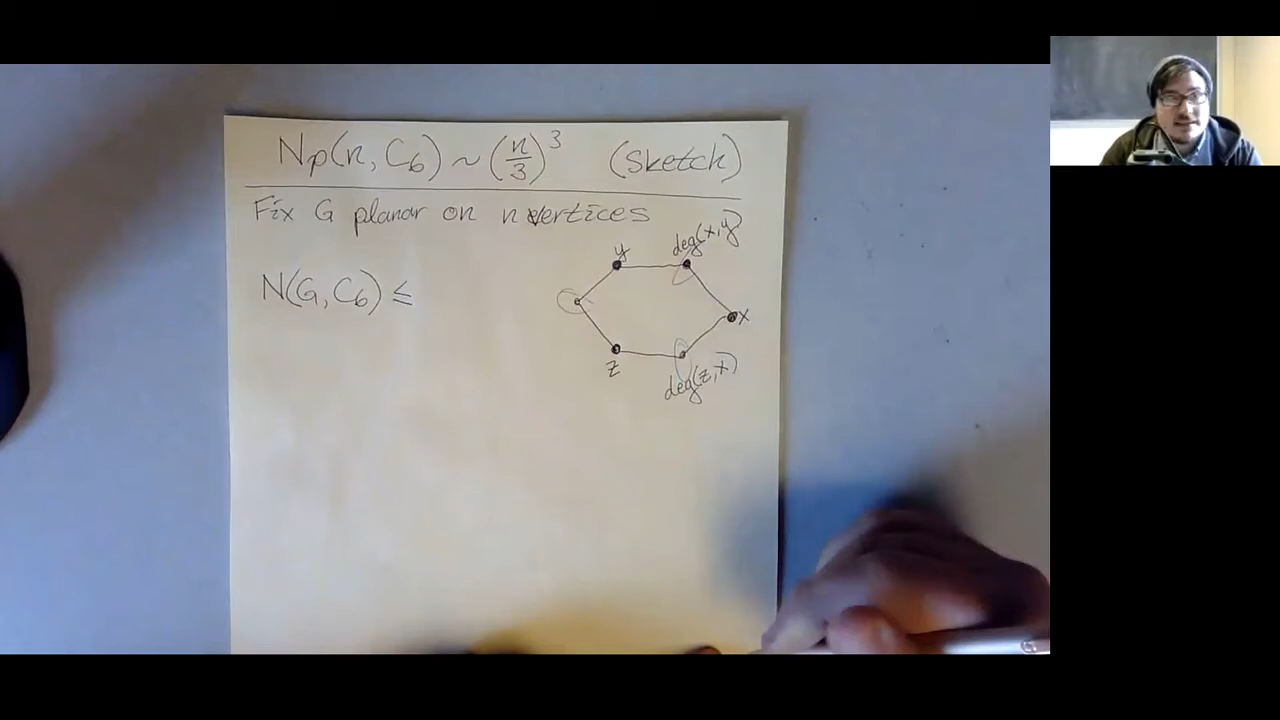 Np(n, C6) ~ (n/3)^3 (sketch)
Fix G planar on n vertices
N(G, C6) ≤
y
deg(x,y)
x
z
deg(z,x)